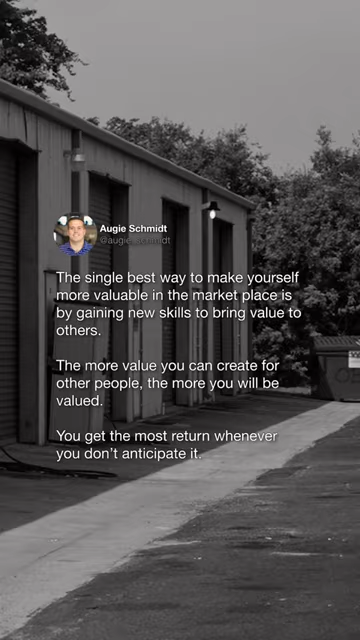 Augie Schmidt
@augieschmidt
The single best way to make yourself
more valuable in the market place is
by gaining new skills to bring value to
others.
The more value you can create for
other people, the more you will be
valued.
You get the most return whenever
you don't anticipate it.